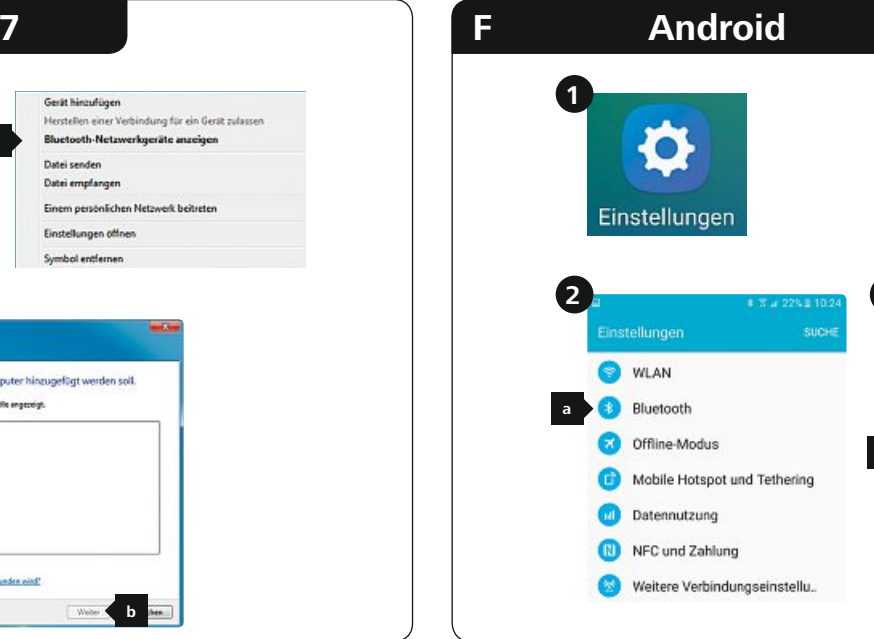 7
Gerät hinzufügen
Herstellen einer Verbindung für ein Gerät zulassen
Bluetooth-Netzwerkgeräte anzeigen
Datei senden
Datei empfangen
Einem persönlichen Netzwerk beitreten
Einstellungen öffnen
Symbol entfernen
puter hinzugefügt werden soll.
angezeigt.
wird?
Weiter
b
F Android
1
Einstellungen
2
22% 10:24
Einstellungen SUCHE
WLAN
a Bluetooth
Offline-Modus
Mobile Hotspot und Tethering
Datennutzung
NFC und Zahlung
Weitere Verbindungseinstellu..